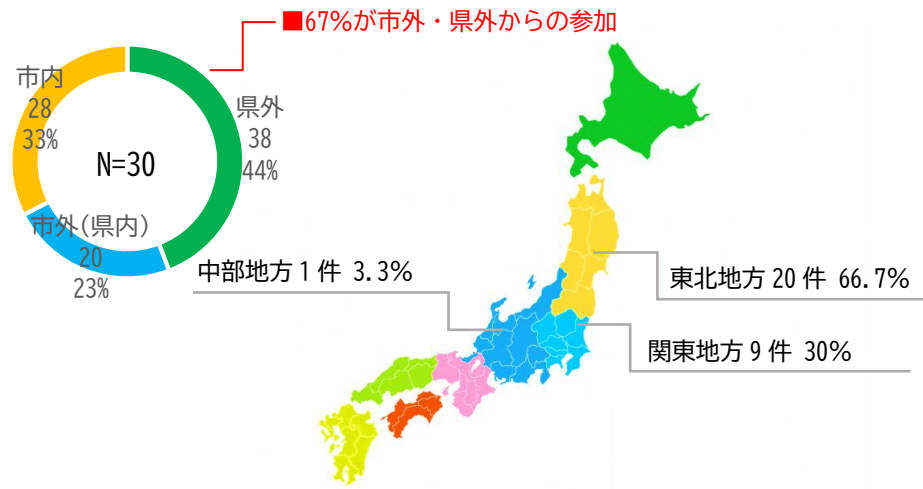 ■67%が市外・県外からの参加
市内
28
33%
県外
38
44%
N=30
市外(県内)
20
23%
中部地方1件 3.3%
東北地方20件 66.7%
関東地方9件 30%